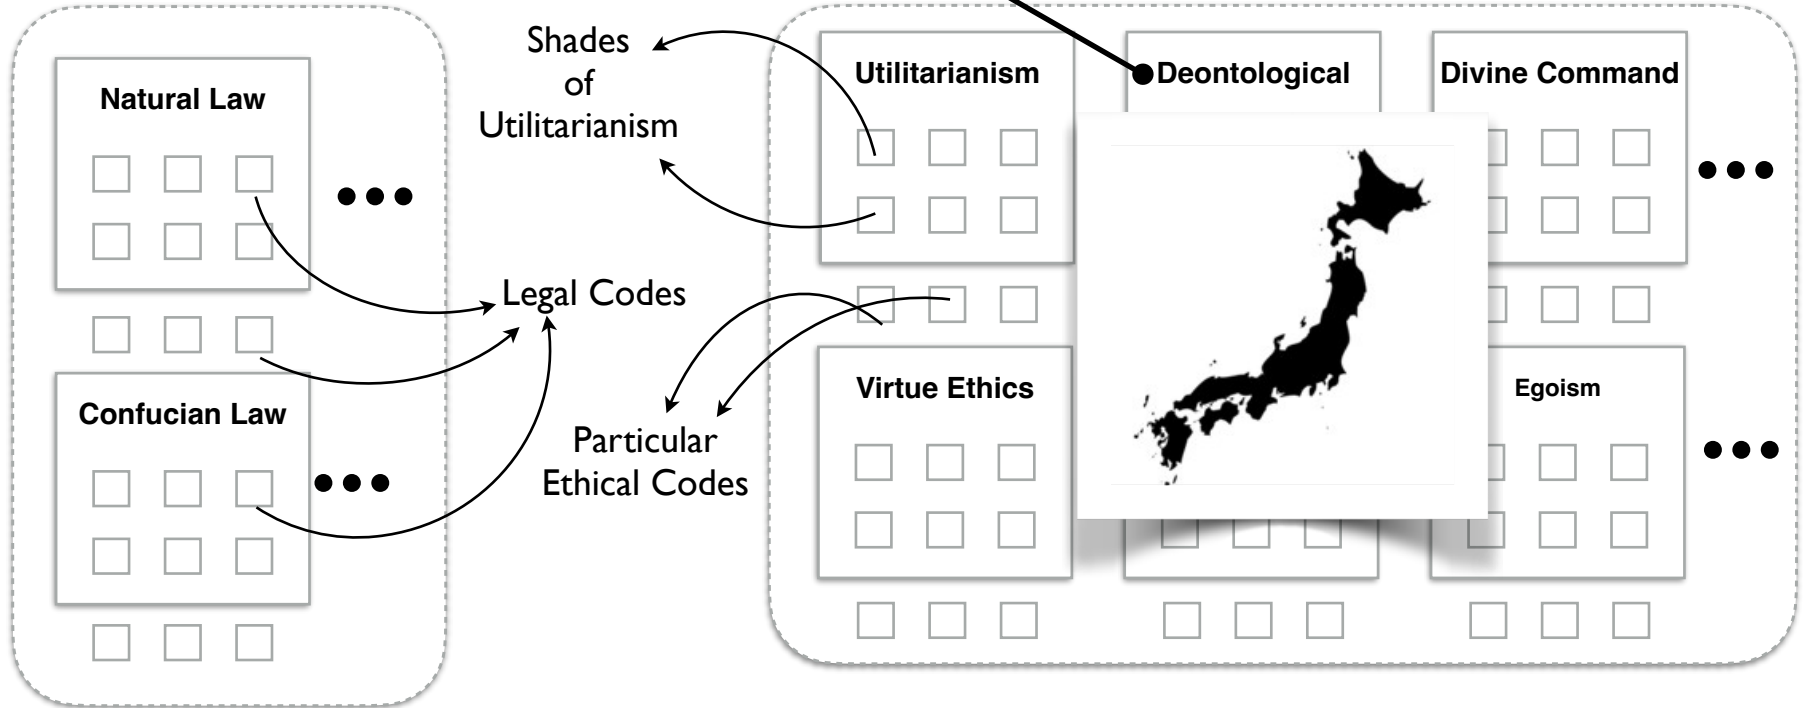 Natural Law
Confucian Law
Shades
of
Utilitarianism
Legal Codes
Particular
Ethical Codes
Utilitarianism
Deontological
Divine Command
Virtue Ethics
Egoism